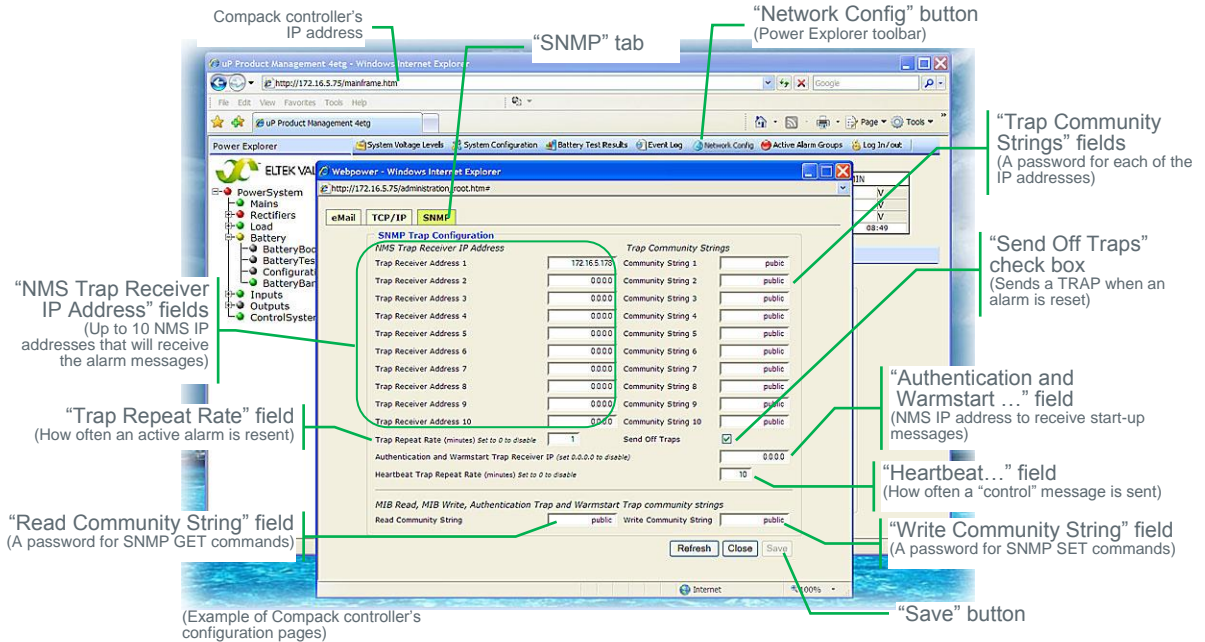 Compack controller's
IP address
"Network Config" button
(Power Explorer toolbar)
"SNMP" tab
uP Product Management 4etg - Windows Internet Explorer
http://172.16.5.75/mainframe.htm
Google
File Edit View Favorites Tools Help
uP Product Management 4etg
Page Tools
Power Explorer
System Voltage Levels System Configuration Battery Test Results Event Log Network Config Active Alarm Groups Log In / out
ELTEK VAL
PowerSystem
Mains
Rectifiers
Load
Battery
BatteryBoo
BatteryTes
Configurati
BatteryBan
Inputs
Outputs
ControlSyster
V
V
V
08:49
Webpower - Windows Internet Explorer
http://172.16.5.75/administration_root.htm#
eMail TCP/IP SNMP
SNMP Trap Configuration
NMS Trap Receiver IP Address Trap Community Strings
Trap Receiver Address 1 172.16.5.173 Community String 1 pubic
Trap Receiver Address 2 0.0.0.0 Community String 2 public
Trap Receiver Address 3 0.0.0.0 Community String 3 public
Trap Receiver Address 4 0.0.0.0 Community String 4 public
Trap Receiver Address 5 0.0.0.0 Community String 5 public
Trap Receiver Address 6 0.0.0.0 Community String 6 public
Trap Receiver Address 7 0.0.0.0 Community String 7 public
Trap Receiver Address 8 0.0.0.0 Community String 8 public
Trap Receiver Address 9 0.0.0.0 Community String 9 public
Trap Receiver Address 10 0.0.0.0 Community String 10 public
Trap Repeat Rate (minutes) Set to 0 to disable 1 Send Off Traps
Authentication and Warmstart Trap Receiver IP (set 0.0.0.0 to disable) 0.0.0.0
Heartbeat Trap Repeat Rate (minutes) Set to 0 to disable 10
MIB Read, MIB Write, Authentication Trap and Warmstart Trap community strings
Read Community String public Write Community String public
Refresh Close Save
Internet 100%
"Trap Community
Strings" fields
(A password for each of the
IP addresses)
"Send Off Traps"
check box
(Sends a TRAP when an
alarm is reset)
"NMS Trap Receiver
IP Address" fields
(Up to 10 NMS IP
addresses that will receive
the alarm messages)
"Authentication and
Warmstart …" field
(NMS IP address to receive start-up
messages)
"Trap Repeat Rate" field
(How often an active alarm is resent)
"Heartbeat…" field
(How often a "control" message is sent)
"Read Community String" field
(A password for SNMP GET commands)
"Write Community String" field
(A password for SNMP SET commands)
"Save" button
(Example of Compack controller's
configuration pages)